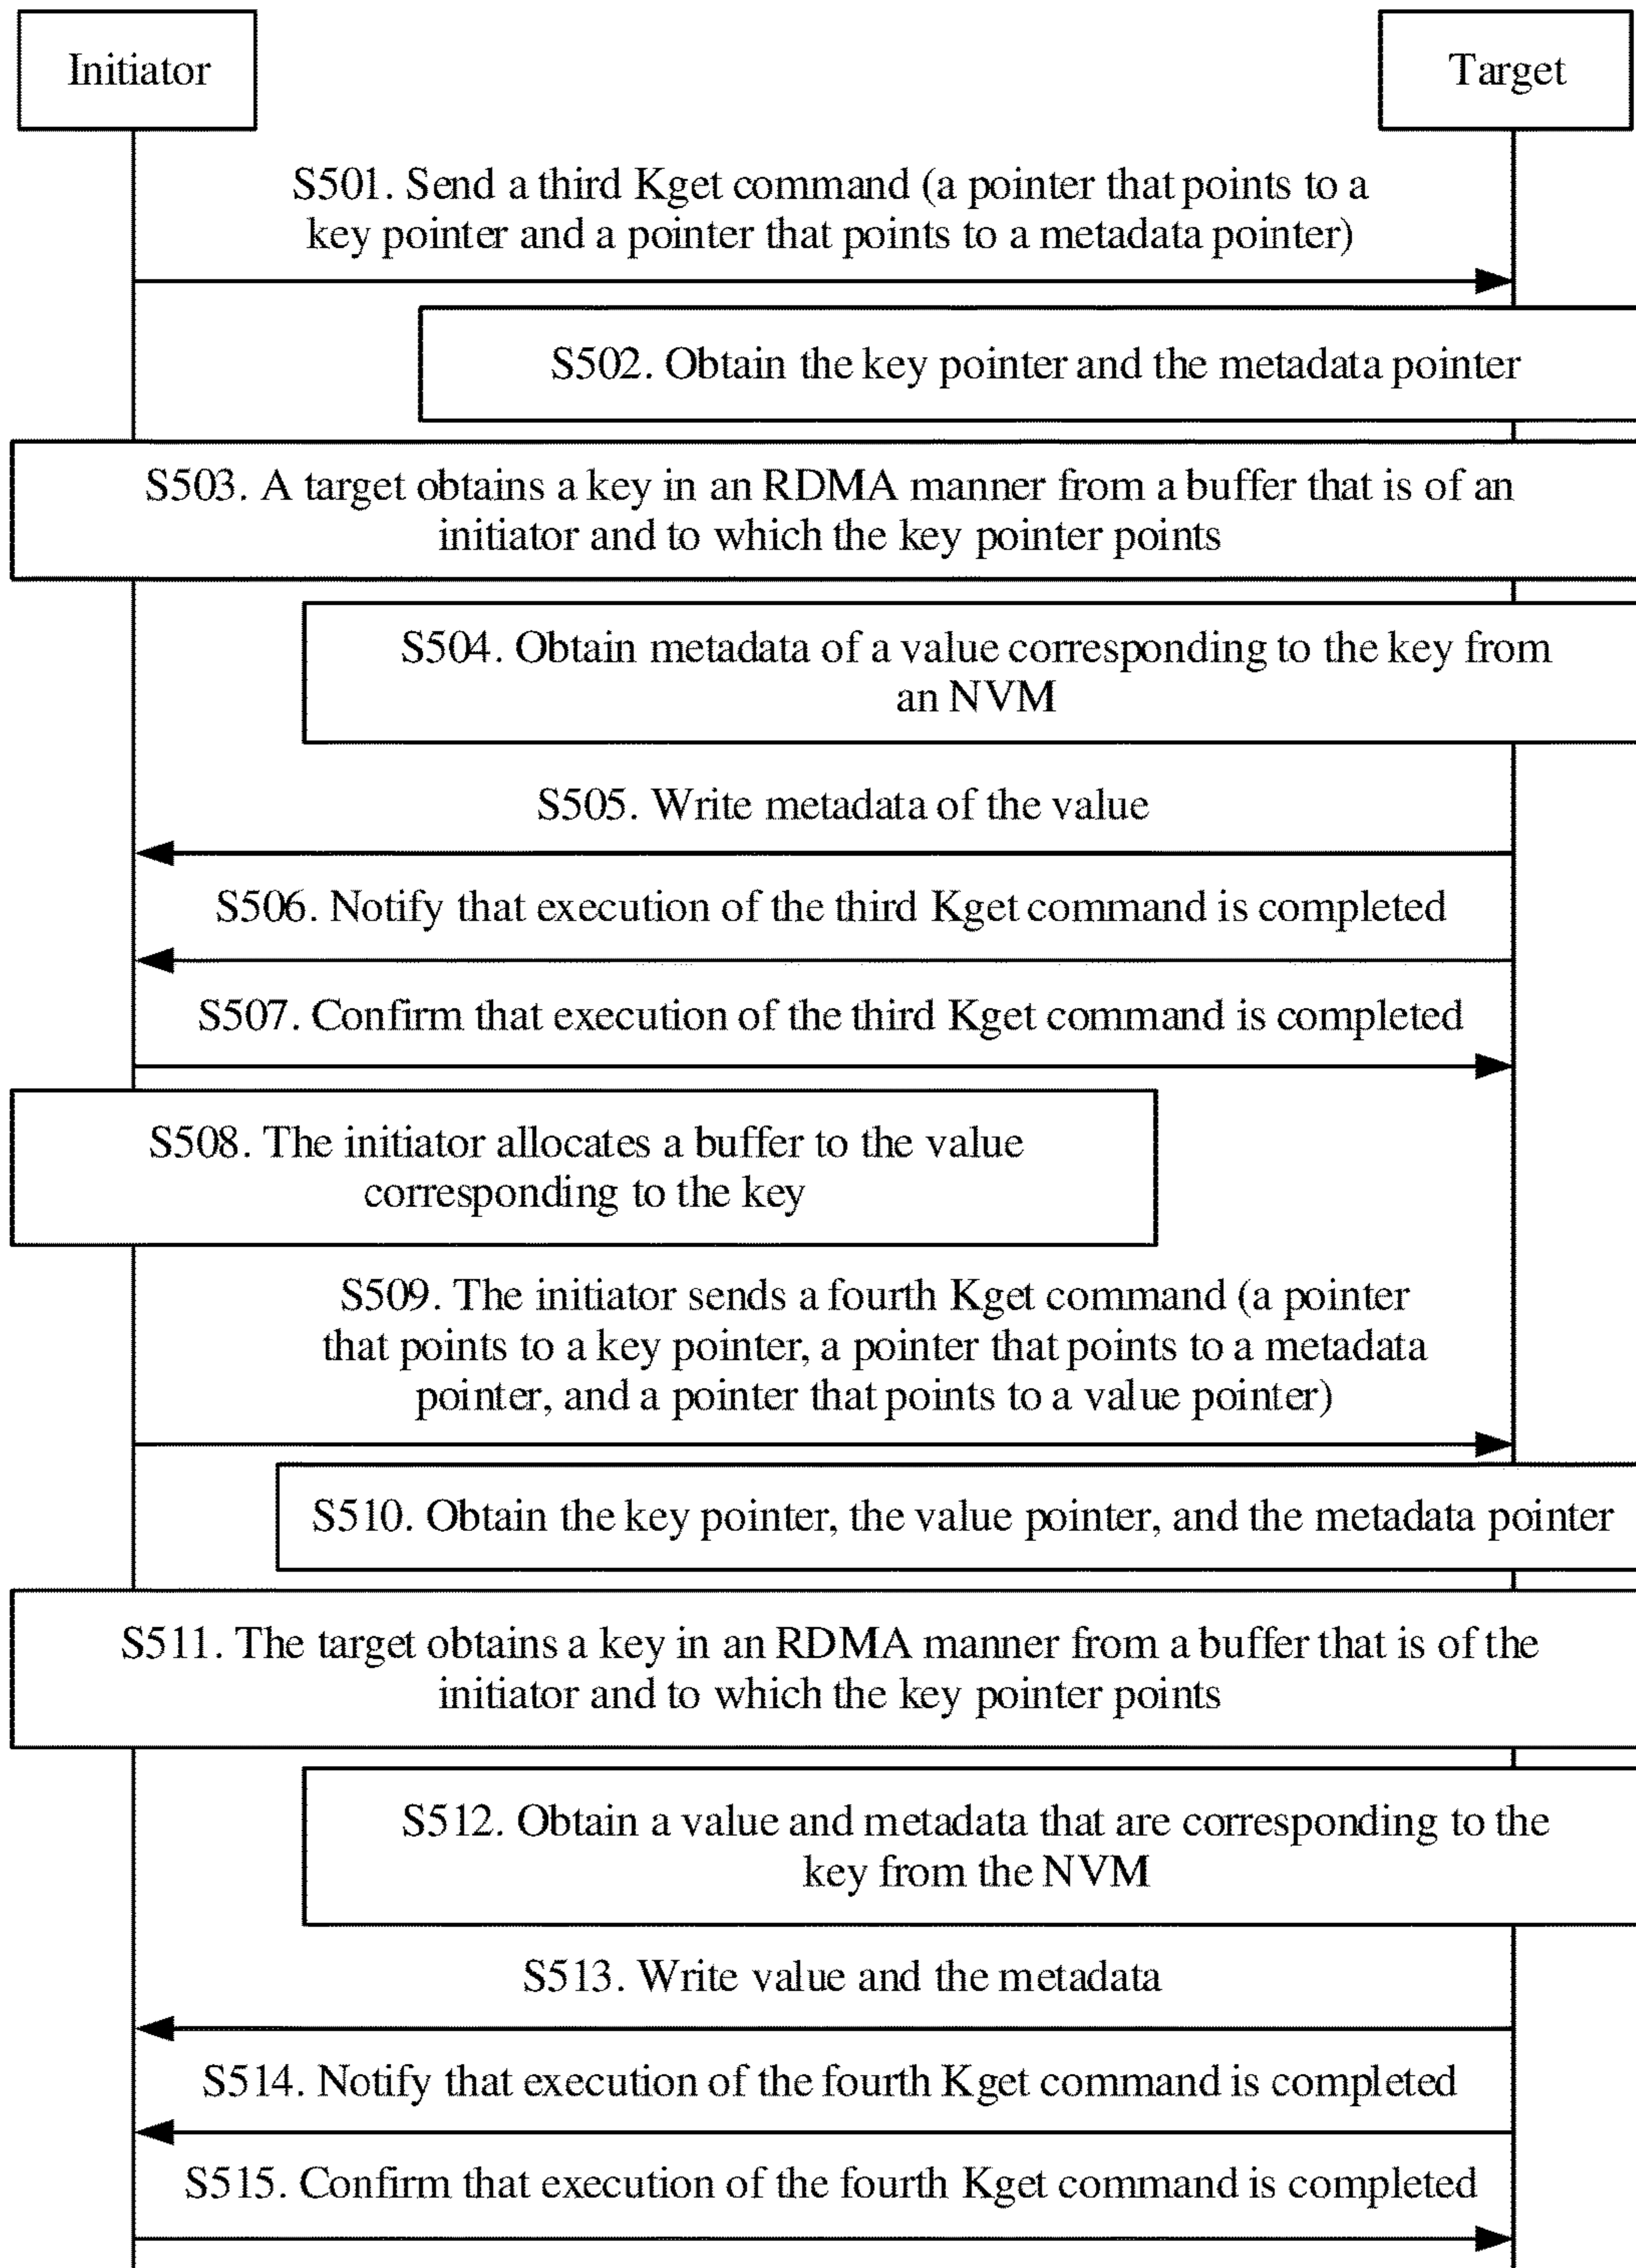 Initiator
Target
S501. Send a third Kget command (a pointer that points to a
key pointer and a pointer that points to a metadata pointer)
S502. Obtain the key pointer and the metadata pointer
S503. A target obtains a key in an RDMA manner from a buffer that is of an
initiator and to which the key pointer points
S504. Obtain metadata of a value corresponding to the key from
an NVM
S505. Write metadata of the value
S506. Notify that execution of the third Kget command is completed
S507. Confirm that execution of the third Kget command is completed
S508. The initiator allocates a buffer to the value
corresponding to the key
S509. The initiator sends a fourth Kget command (a pointer
that points to a key pointer, a pointer that points to a metadata
pointer, and a pointer that points to a value pointer)
S510. Obtain the key pointer, the value pointer, and the metadata pointer
S511. The target obtains a key in an RDMA manner from a buffer that is of the
initiator and to which the key pointer points
S512. Obtain a value and metadata that are corresponding to the
key from the NVM
S513. Write value and the metadata
S514. Notify that execution of the fourth Kget command is completed
S515. Confirm that execution of the fourth Kget command is completed